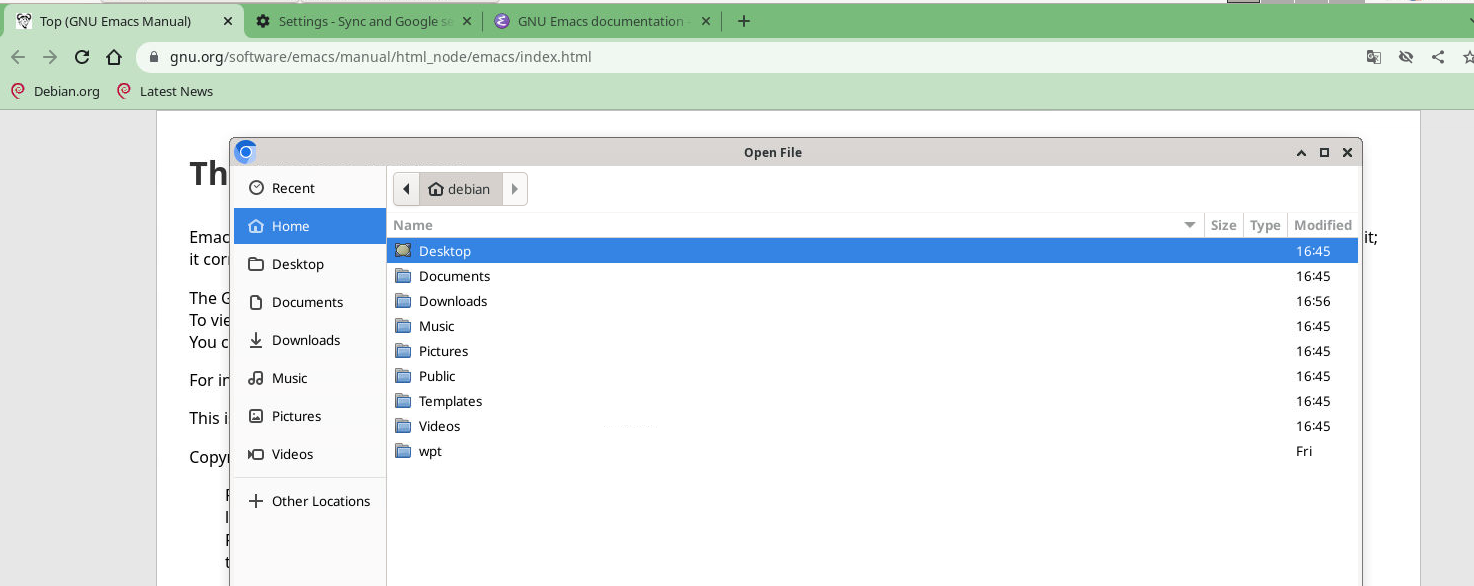 Top (GNU Emacs Manual)
Settings - Sync and Google se
GNU Emacs documentation
gnu.org/software/emacs/manual/html_node/emacs/index.html
Debian.org
Latest News
Open File
Th
Recent
debian
Home
Name
Size
Type
Modified
Emac
it;
Desktop
16:45
it cor
Desktop
Documents
16:45
The G
Documents
Downloads
16:56
To vie
Music
16:45
You c
Downloads
Pictures
16:45
For in
Music
Public
16:45
Templates
16:45
This i
Pictures
Videos
16:45
Copyr
Videos
wpt
Fri
Other Locations